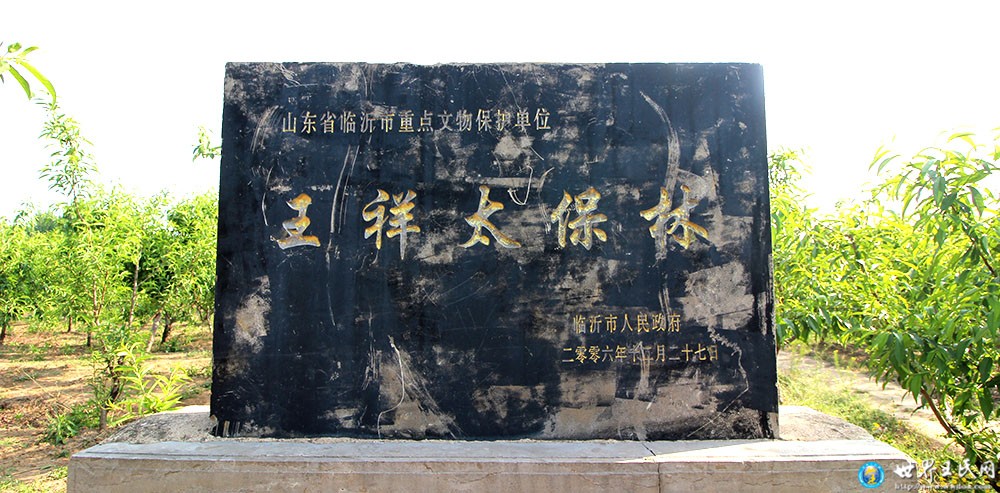 山东省临沂市重点文物保护单位
王祥太保林
临沂市人民政府
二零零六年十二月二十七日
世界王氏网